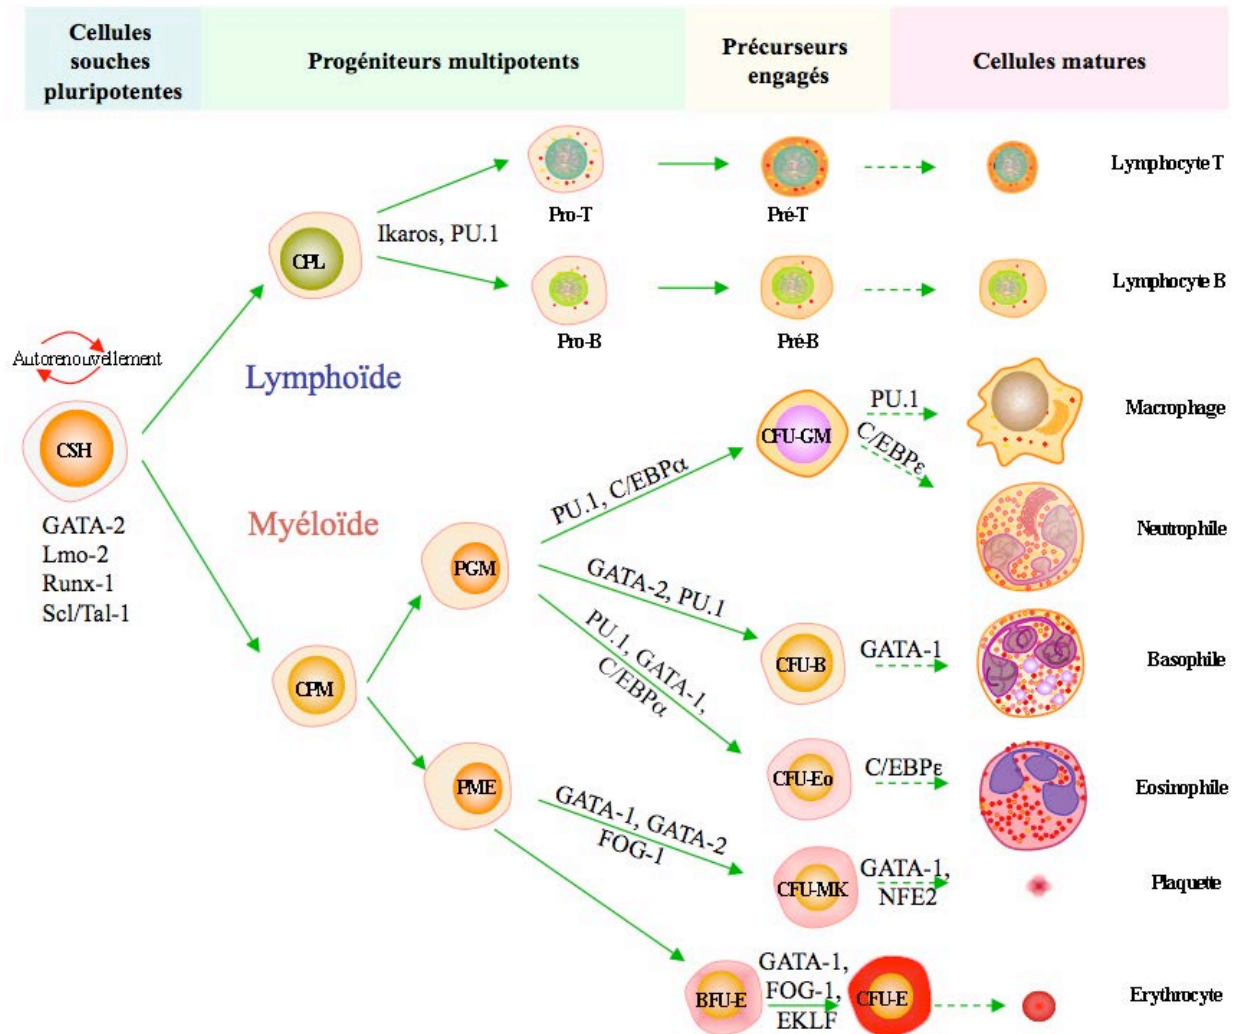 Cellules
souches
pluripotentes
Progéniteurs multipotents
Précurseurs
engagés
Cellules matures
Pro-T
Pré-T
Lymphocyte T
CPL
Ikaros, PU.1
Pro-B
Pré-B
Lymphocyte B
Autorenouvellement
Lymphoïde
CSH
GATA-2
Lmo-2
Runx-1
Scl/Tal-1
Myéloïde
CFU-GM
PU.1
C/EBPε
Macrophage
Neutrophile
PU.1, C/EBPα
PGM
GATA-2, PU.1
PU.1, GATA-1,
C/EBPα
CFU-B
GATA-1
Basophile
CPM
CFU-Eo
C/EBPε
Eosinophile
PME
GATA-1, GATA-2
FOG-1
CFU-MK
GATA-1,
NFE2
Plaquette
BFU-E
GATA-1,
FOG-1,
EKLF
CFU-E
Erythrocyte